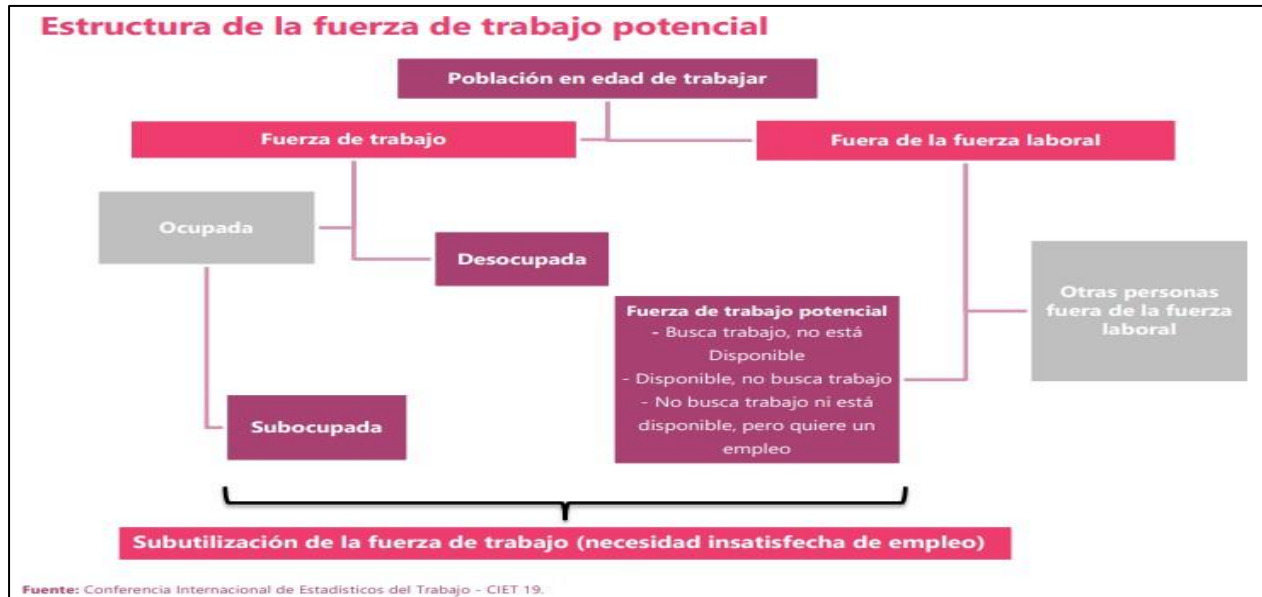 Estructura de la fuerza de trabajo potencial
Población en edad de trabajar
Fuerza de trabajo
Fuera de la fuerza laboral
Ocupada
Desocupada
Otras personas
fuera de la fuerza
laboral
Fuerza de trabajo potencial
- Busca trabajo, no está
Disponible
- Disponible, no busca trabajo
- No busca trabajo ni está
disponible, pero quiere un
empleo
Subocupada
Subutilización de la fuerza de trabajo (necesidad insatisfecha de empleo)
Fuente: Conferencia Internacional de Estadísticos del Trabajo - CIET 19.